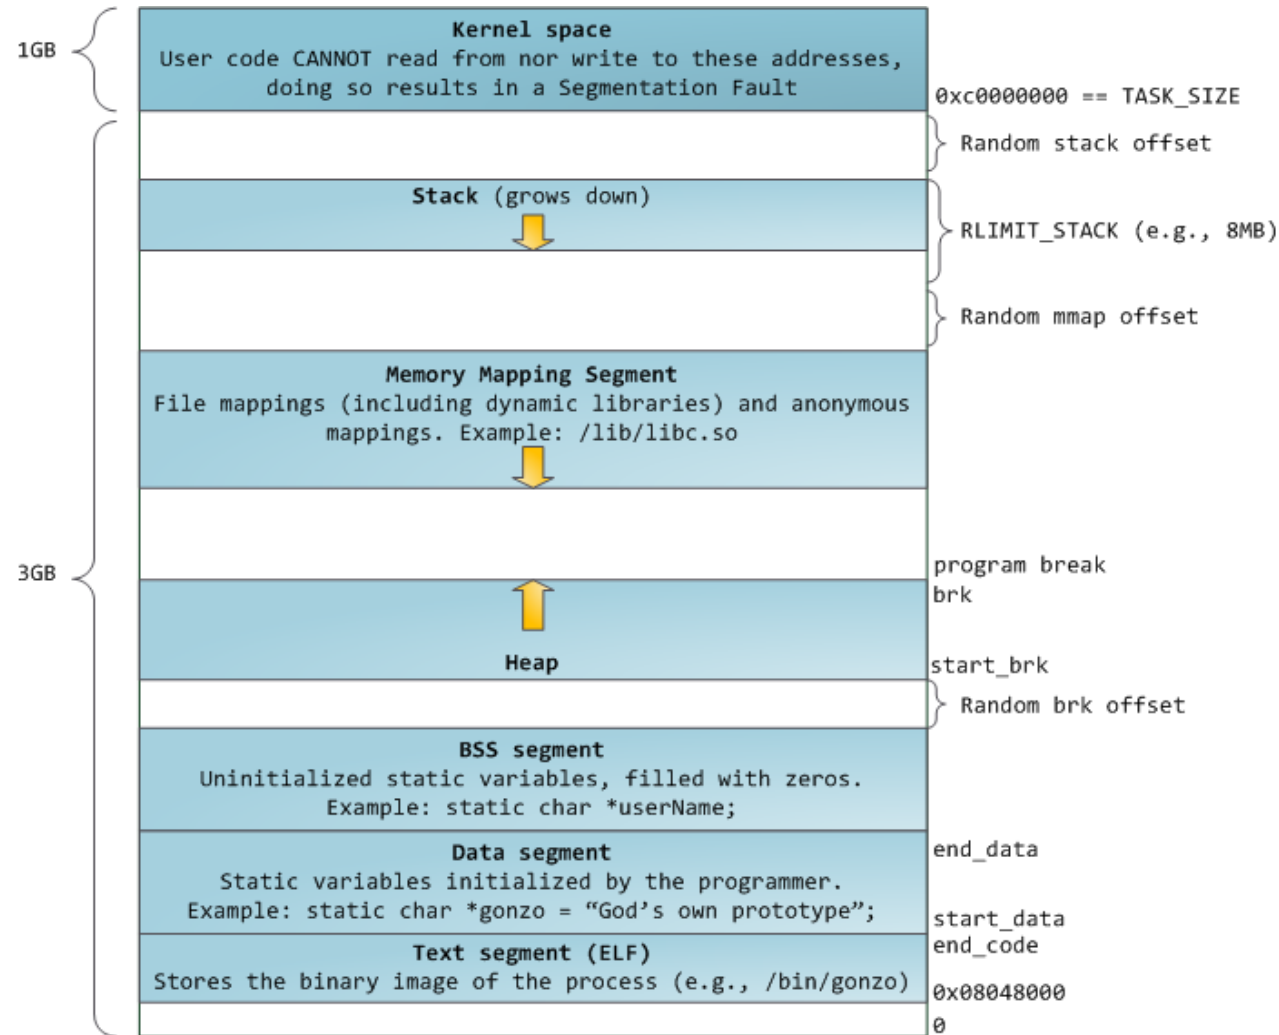 1GB
Kernel space
User code CANNOT read from nor write to these addresses,
doing so results in a Segmentation Fault
0xc0000000 == TASK_SIZE
Random stack offset
Stack (grows down)
RLIMIT_STACK (e.g., 8MB)
Random mmap offset
Memory Mapping Segment
File mappings (including dynamic libraries) and anonymous
mappings. Example: /lib/libc.so
3GB
program break
brk
Heap
start_brk
Random brk offset
BSS segment
Uninitialized static variables, filled with zeros.
Example: static char *userName;
Data segment
Static variables initialized by the programmer.
Example: static char *gonzo = “God’s own prototype”;
end_data
start_data
end_code
Text segment (ELF)
Stores the binary image of the process (e.g., /bin/gonzo)
0x08048000
0